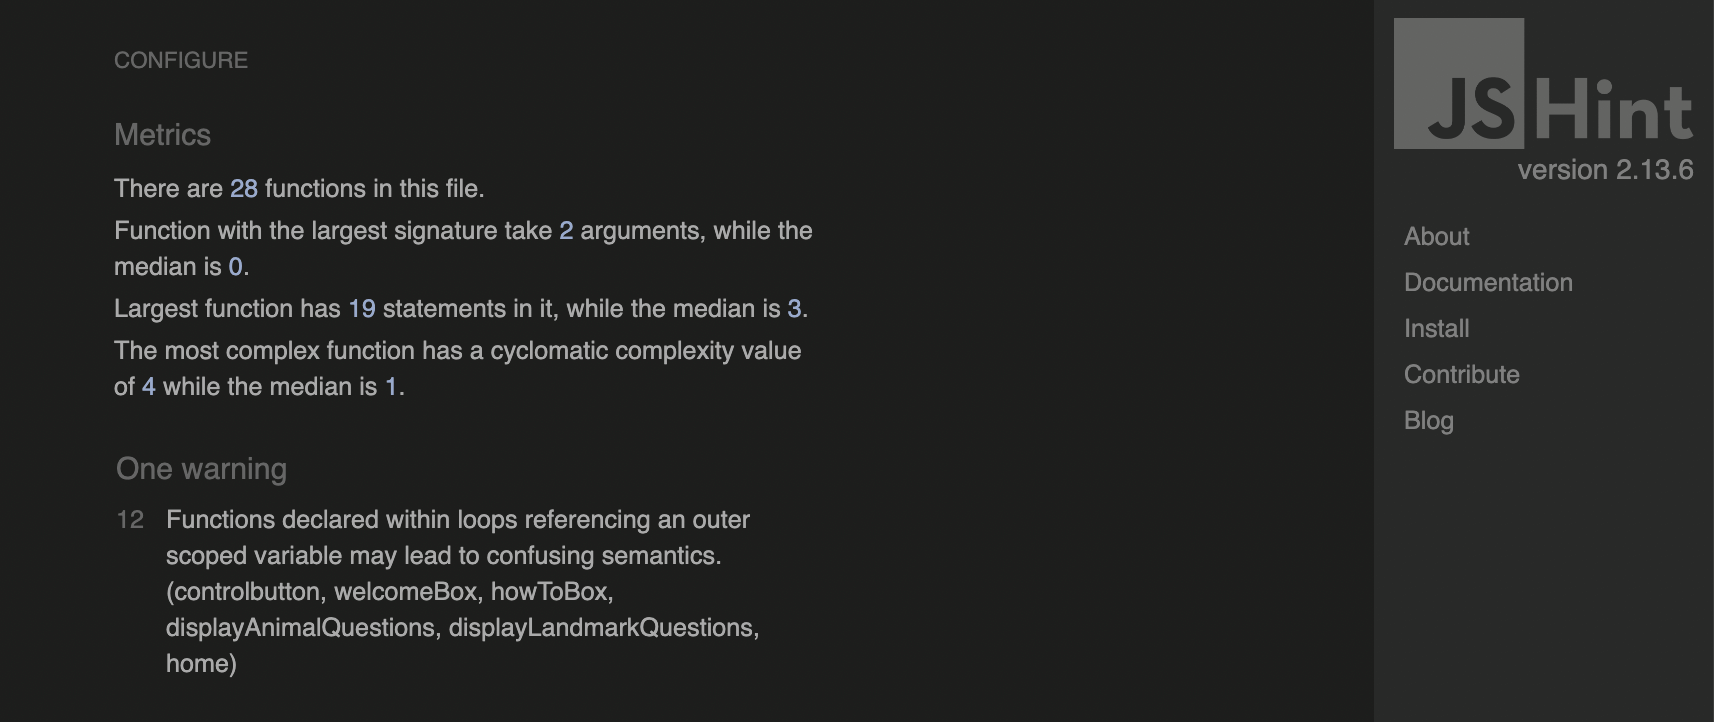 CONFIGURE
Metrics
There are 28 functions in this file.
Function with the largest signature take 2 arguments, while the
median is 0.
Largest function has 19 statements in it, while the median is 3.
The most complex function has a cyclomatic complexity value
of 4 while the median is 1.
One warning
12 Functions declared within loops referencing an outer
scoped variable may lead to confusing semantics.
(controlbutton, welcomeBox, howToBox,
displayAnimalQuestions, displayLandmarkQuestions,
home)
JSHint
version 2.13.6
About
Documentation
Install
Contribute
Blog